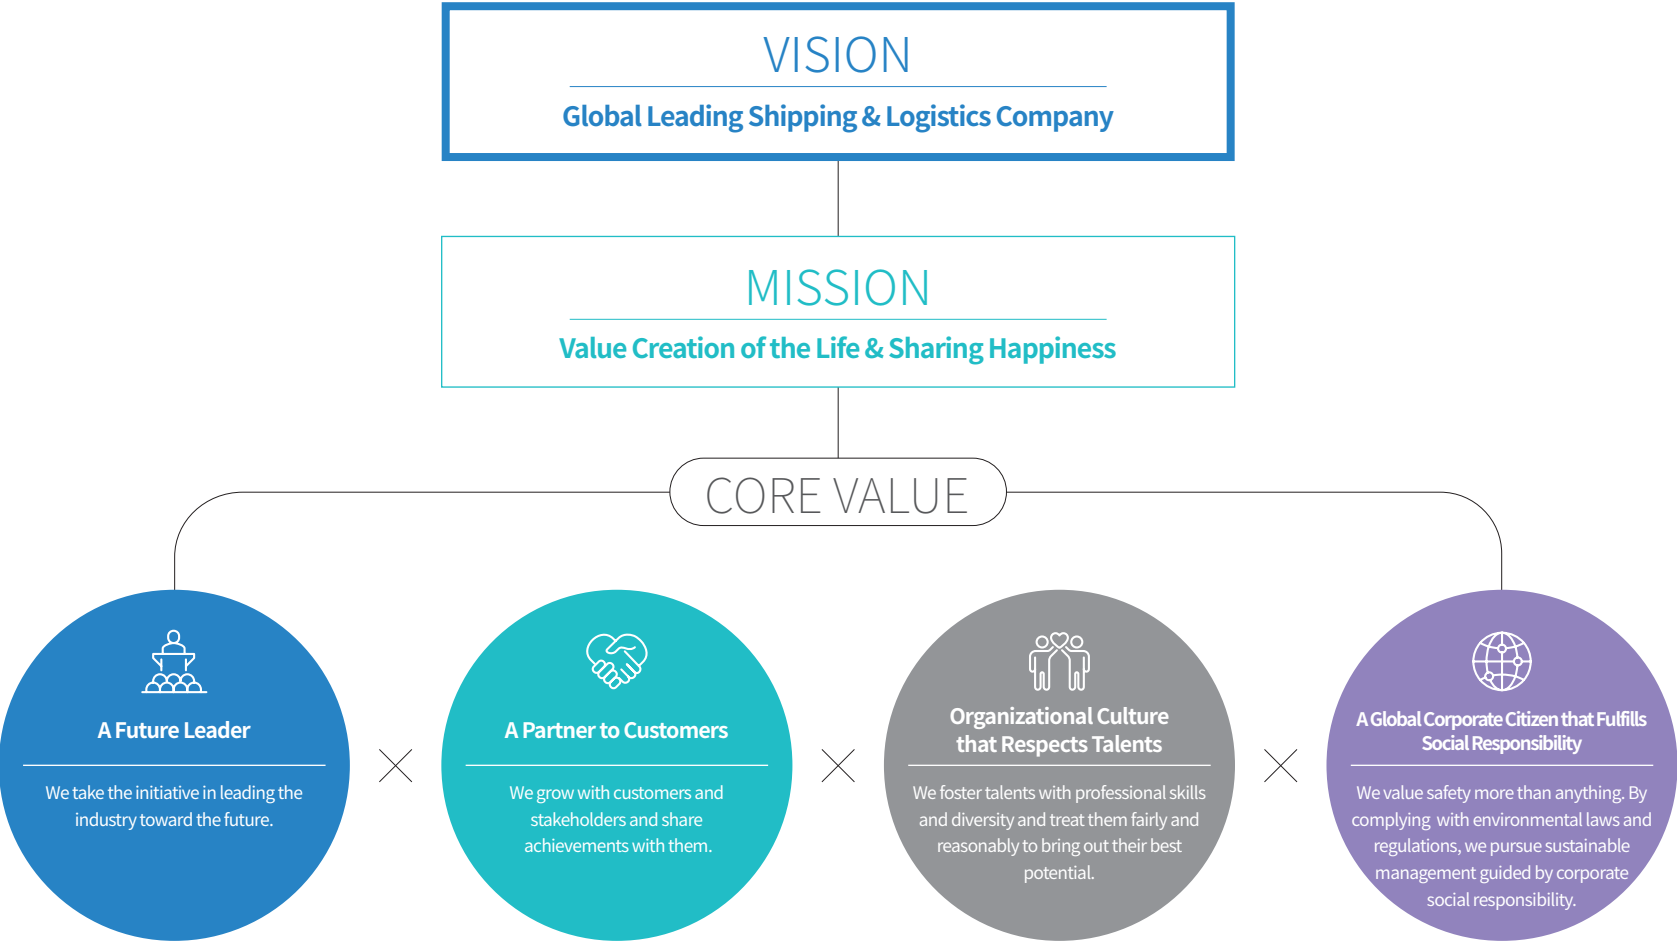 VISION
Global Leading Shipping & Logistics Company
MISSION
Value Creation of the Life & Sharing Happiness
CORE VALUE
A Future Leader
We take the initiative in leading the
industry toward the future.
A Partner to Customers
We grow with customers and
stakeholders and share
achievements with them.
Organizational Culture
that Respects Talents
We foster talents with professional skills
and diversity and treat them fairly and
reasonably to bring out their best
potential.
A Global Corporate Citizen that Fulfills
Social Responsibility
We value safety more than anything. By
complying with environmental laws and
regulations, we pursue sustainable
management guided by corporate
social responsibility.